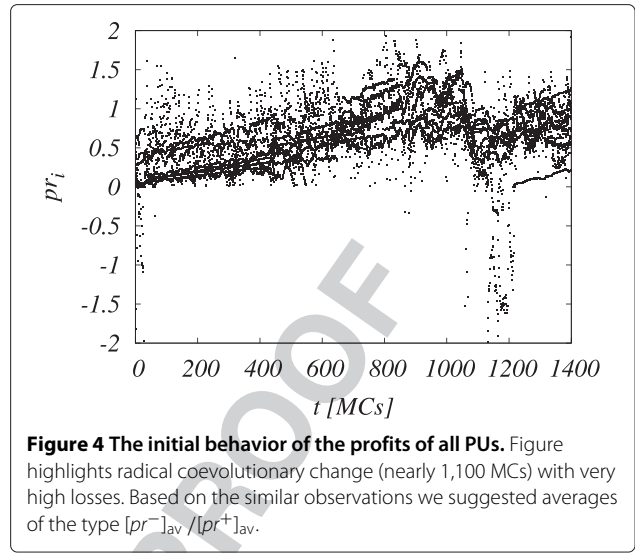 2
1.5
1
0.5
0
-0.5
-1
-1.5
-2
pr_i
0 200 400 600 800 1000 1200 1400
t [MCs]
PROOF
Figure 4 The initial behavior of the profits of all PUs. Figure
highlights radical coevolutionary change (nearly 1,100 MCs) with very
high losses. Based on the similar observations we suggested averages
of the type [pr⁻]av /[pr⁺]av.